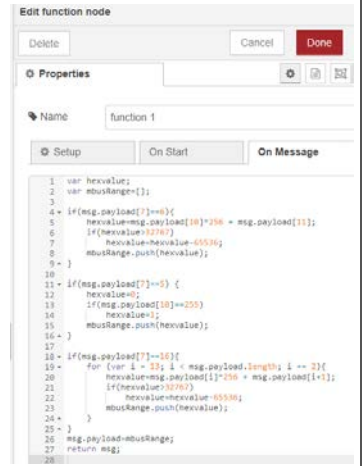 Edit function node
Delete
Cancel
Done
Properties
Name
function 1
Setup
On Start
On Message
1 var hexvalue;
2 var mbusRange=[];
3
4 if(msg.payload[7]==6){
5 hexvalue=msg.payload[10]*256 + msg.payload[11];
6 if(hexvalue>32767)
7 hexvalue=hexvalue-65536;
8 mbusRange.push(hexvalue);
9 }
10
11 if(msg.payload[7]==5) {
12 hexvalue=0;
13 if(msg.payload[10]==255)
14 hexvalue=1;
15 mbusRange.push(hexvalue);
16 }
17
18 if(msg.payload[7]==16){
19 for (var i = 13; i < msg.payload.length; i += 2){
20 hexvalue=msg.payload[i]*256 + msg.payload[i+1];
21 if(hexvalue>32767)
22 hexvalue=hexvalue-65536;
23 mbusRange.push(hexvalue);
24 }
25 }
26 msg.payload=mbusRange;
27 return msg;
28